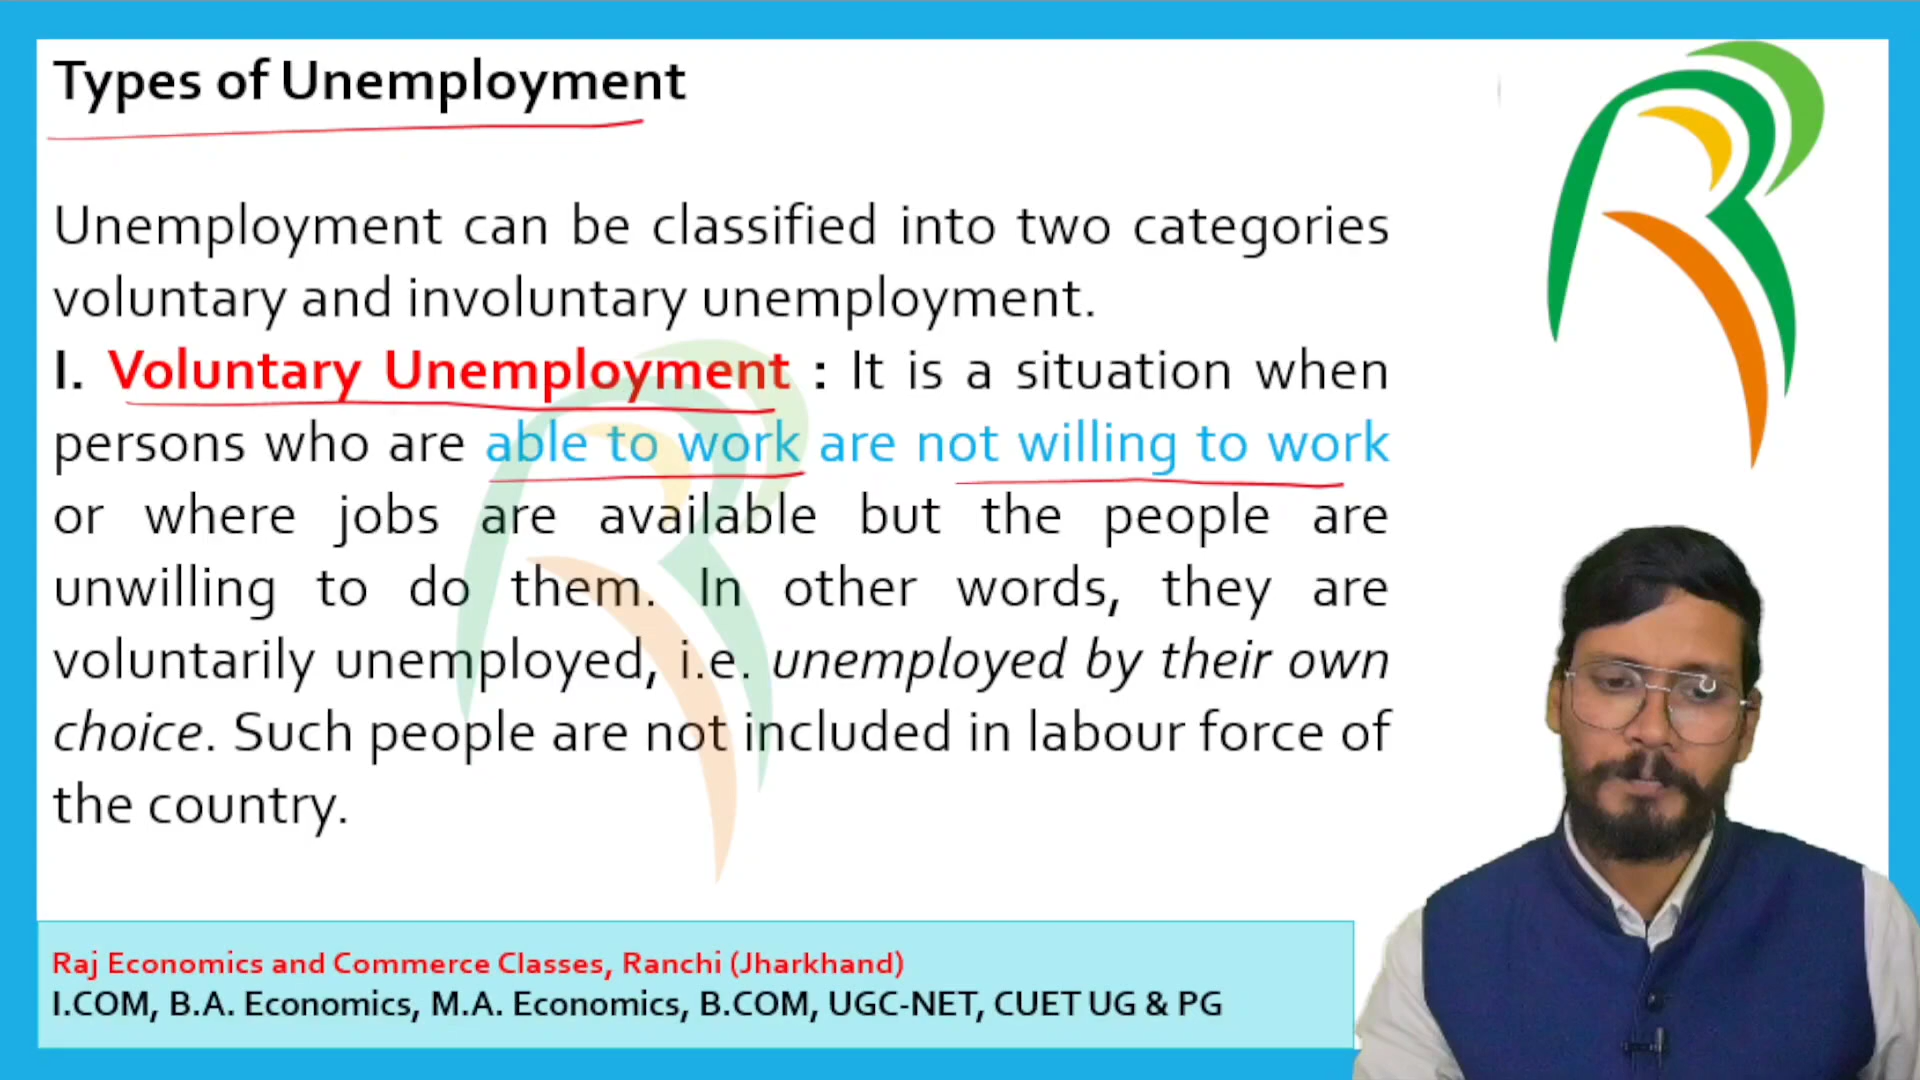 Types of Unemployment
Unemployment can be classified into two categories
voluntary and involuntary unemployment.
I. Voluntary Unemployment : It is a situation when
persons who are able to work are not willing to work
or where jobs are available but the people are
unwilling to do them. In other words, they are
voluntarily unemployed, i.e. unemployed by their own
choice. Such people are not included in labour force of
the country.
Raj Economics and Commerce Classes, Ranchi (Jharkhand)
I.COM, B.A. Economics, M.A. Economics, B.COM, UGC-NET, CUET UG & PG